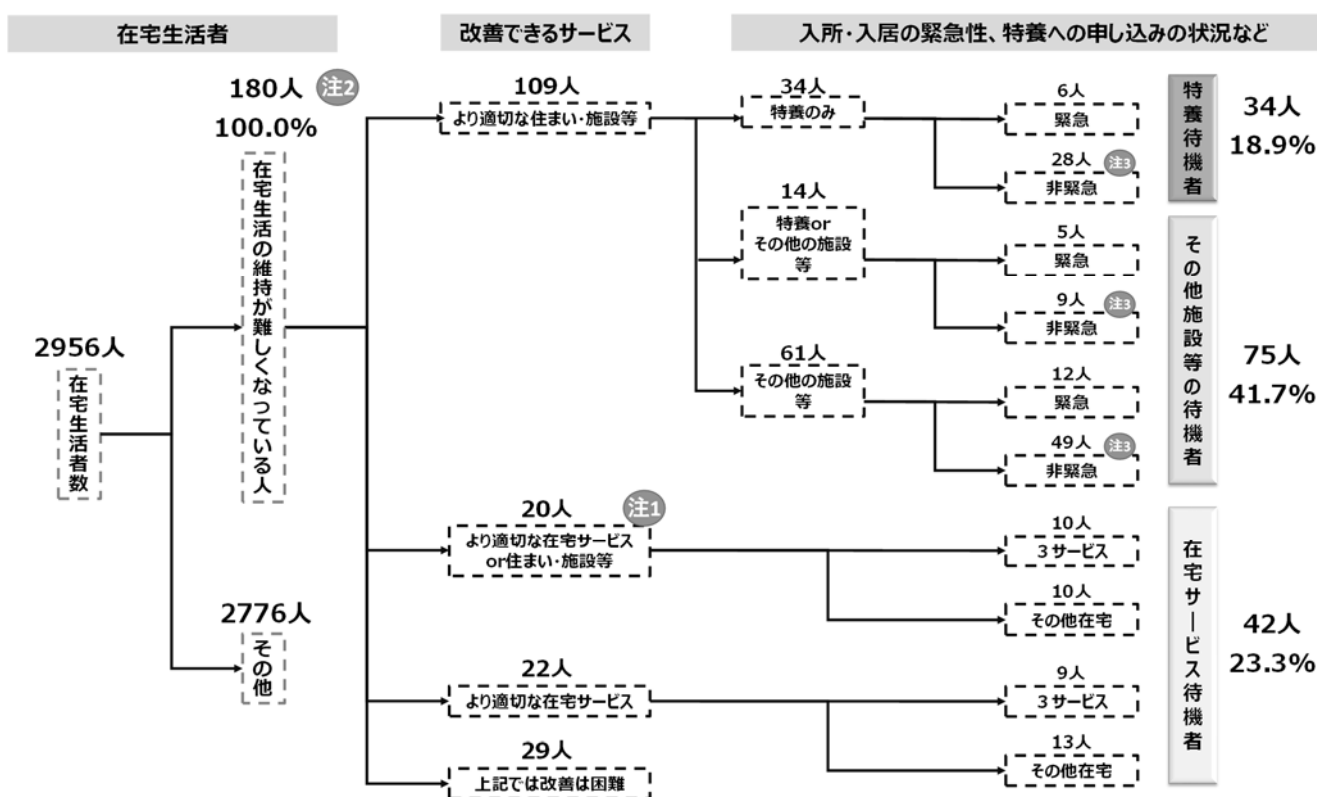 在宅生活者
改善できるサービス
入所・入居の緊急性、特養への申し込みの状況など
2956人
在宅生活者数
180人
注2
100.0%
在宅生活の維持が難しくなっている人
2776人
その他
109人
より適切な住まい・施設等
34人
特養のみ
6人
緊急
28人
注3
非緊急
14人
特養or
その他の施設
等
5人
緊急
9人
注3
非緊急
61人
その他の施設
等
12人
緊急
49人
注3
非緊急
20人
注1
より適切な在宅サービス
or住まい・施設等
10人
3サービス
10人
その他在宅
22人
より適切な在宅サービス
9人
3サービス
13人
その他在宅
29人
上記では改善は困難
特養待機者
34人
18.9%
その他施設等の待機者
75人
41.7%
在宅サービス待機者
42人
23.3%